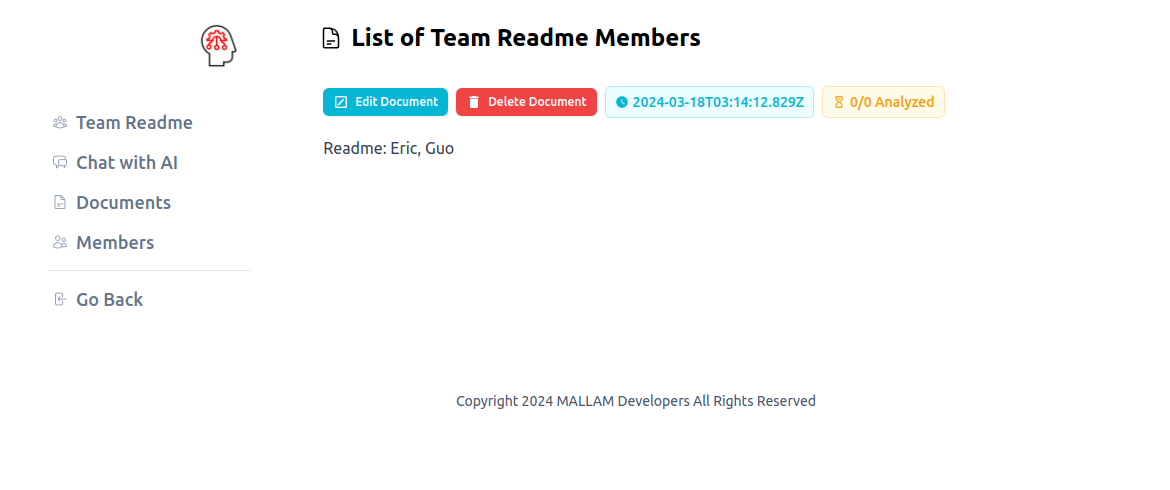 List of Team Readme Members
Edit Document
Delete Document
2024-03-18T03:14:12.829Z
0/0 Analyzed
Readme: Eric, Guo
Team Readme
Chat with AI
Documents
Members
Go Back
Copyright 2024 MALLAM Developers All Rights Reserved